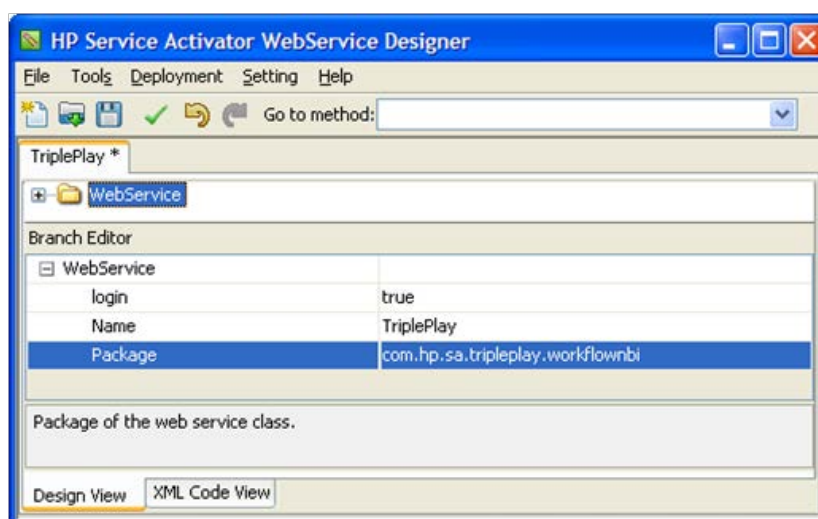 HP Service Activator WebService Designer
File Tools Deployment Setting Help
Go to method:
TriplePlay *
WebService
Branch Editor
WebService
login true
Name TriplePlay
Package com.hp.sa.tripleplay.workflownbi
Package of the web service class.
Design View XML Code View